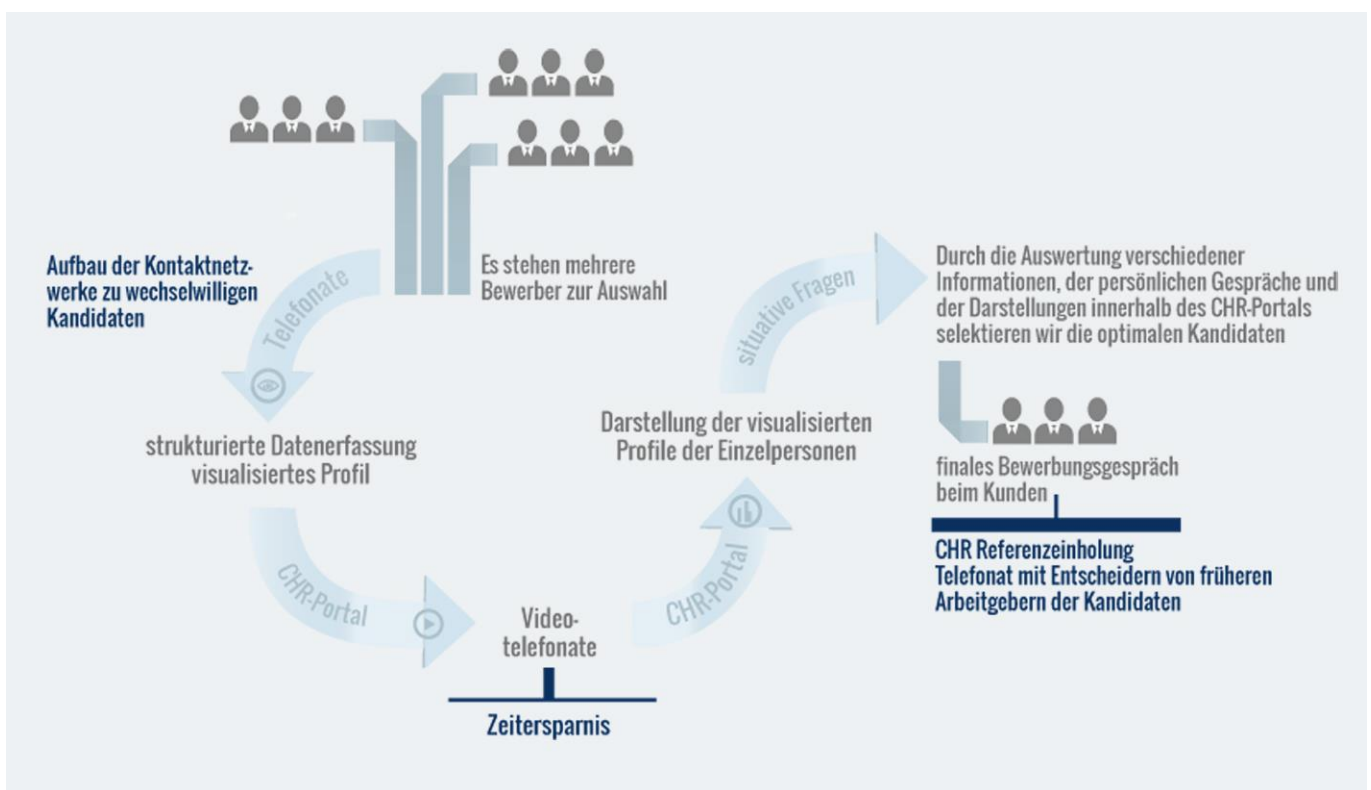 Aufbau der Kontaktnetz-
werke zu wechselwilligen
Kandidaten
Es stehen mehrere
Bewerber zur Auswahl
Telefonate
strukturierte Datenerfassung
visualisiertes Profil
CHR-Portal
Video-
telefonate
Zeitersparnis
CHR-Portal
Darstellung der visualisierten
Profile der Einzelpersonen
situative Fragen
Durch die Auswertung verschiedener
Informationen, der persönlichen Gespräche und
der Darstellungen innerhalb des CHR-Portals
selektieren wir die optimalen Kandidaten
finales Bewerbungsgespräch
beim Kunden
CHR Referenzeinholung
Telefonat mit Entscheidern von früheren
Arbeitgebern der Kandidaten